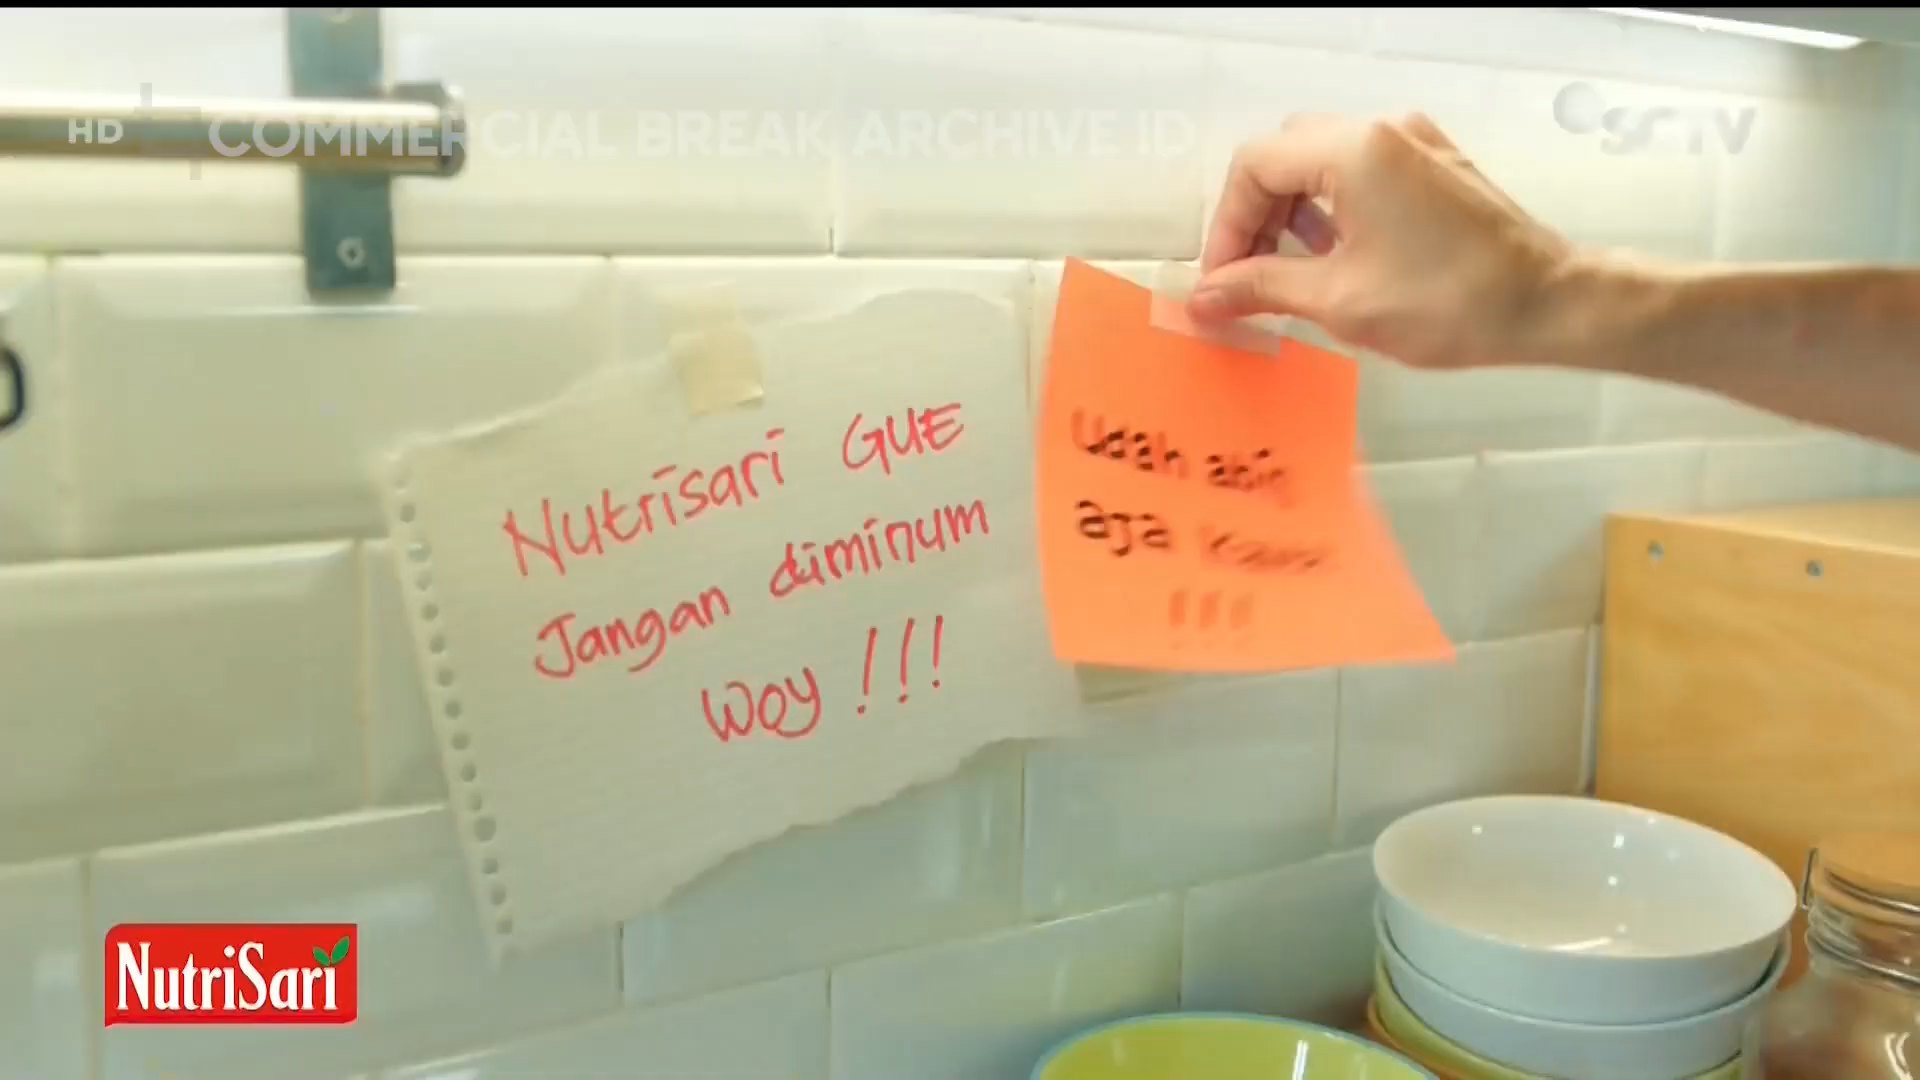 HD
COMMERCIAL BREAK ARCHIVE ID
SCTV
Nutrisari GUE
Jangan diminum
Woy !!!
Udah abis
aja
!!!
NutriSari